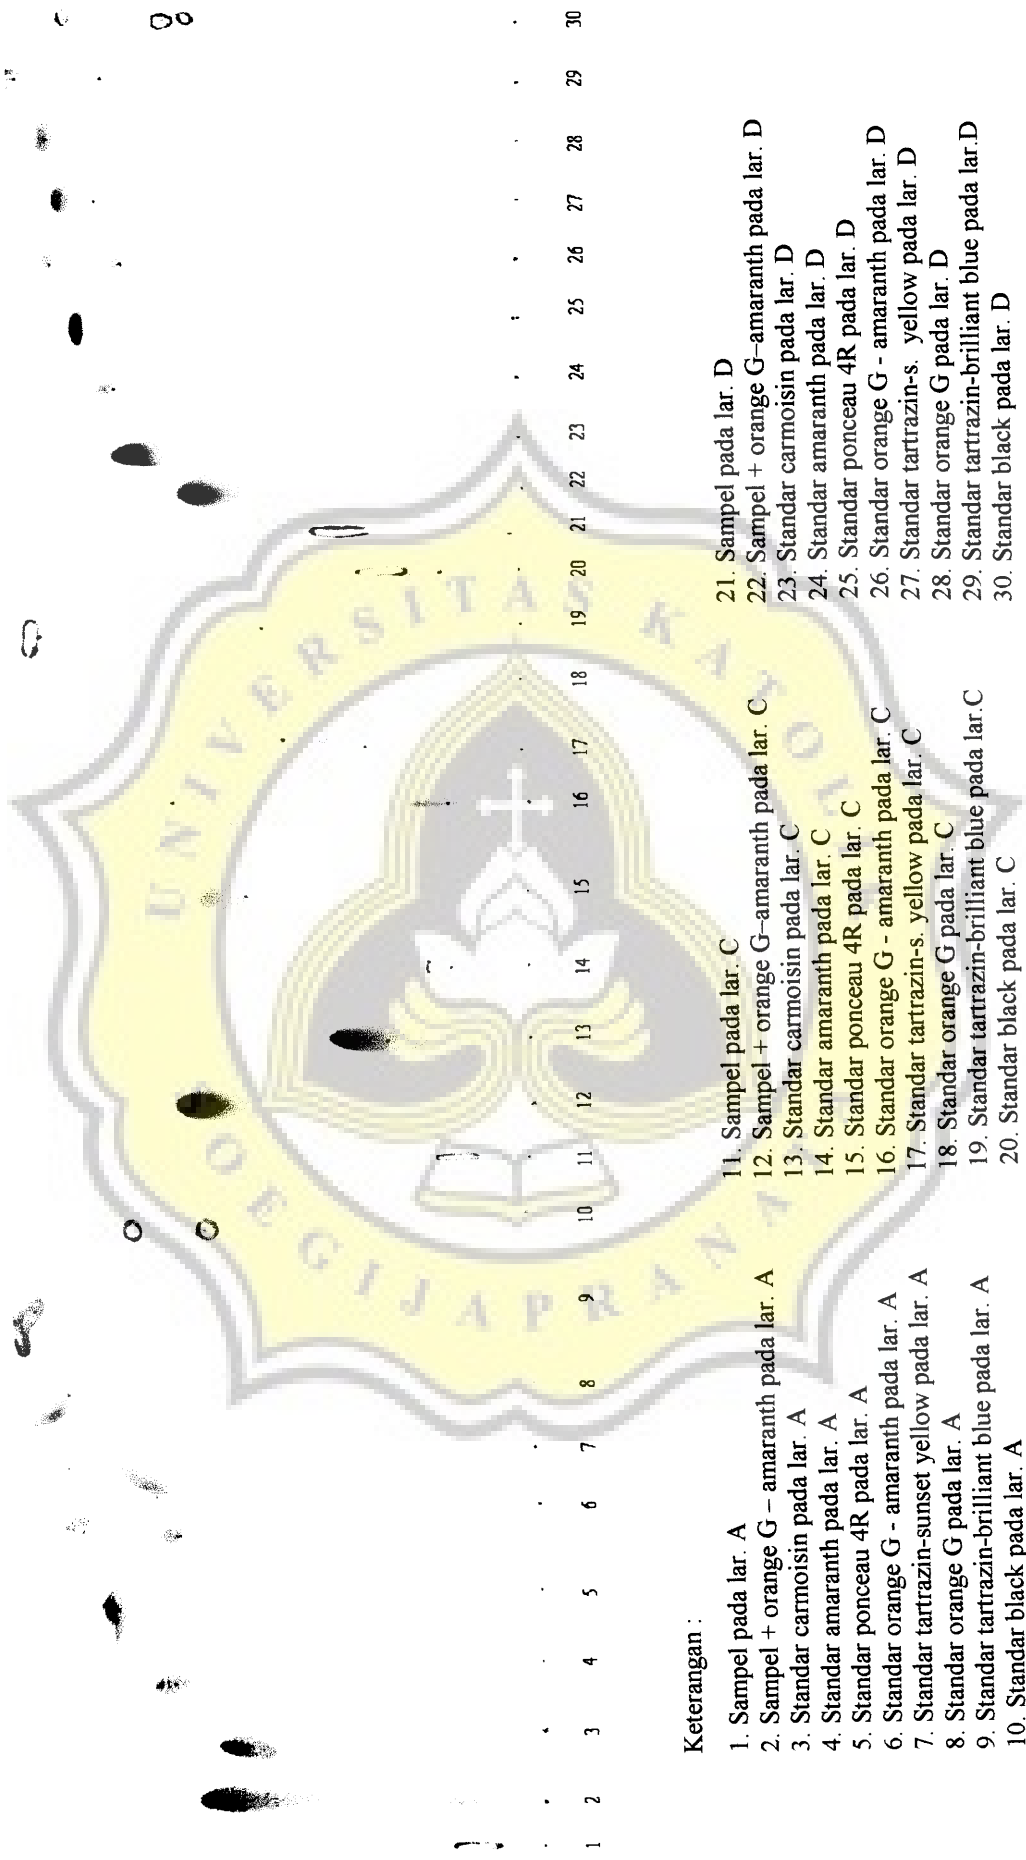 1 2 3 4 5 6 7 8 9 10 11 12 13 14 15 16 17 18 19 20 21 22 23 24 25 26 27 28 29 30
UNIVERSITAS KATOLIK
SOEGIJAPRANATA
Keterangan :
1. Sampel pada lar. A
2. Sampel + orange G – amaranth pada lar. A
3. Standar carmoisin pada lar. A
4. Standar amaranth pada lar. A
5. Standar ponceau 4R pada lar. A
6. Standar orange G - amaranth pada lar. A
7. Standar tartrazin-sunset yellow pada lar. A
8. Standar orange G pada lar. A
9. Standar tartrazin-brilliant blue pada lar. A
10. Standar black pada lar. A
11. Sampel pada lar. C
12. Sampel + orange G–amaranth pada lar. C
13. Standar carmoisin pada lar. C
14. Standar amaranth pada lar. C
15. Standar ponceau 4R pada lar. C
16. Standar orange G - amaranth pada lar. C
17. Standar tartrazin-s. yellow pada lar. C
18. Standar orange G pada lar. C
19. Standar tartrazin-brilliant blue pada lar.C
20. Standar black pada lar. C
21. Sampel pada lar. D
22. Sampel + orange G–amaranth pada lar. D
23. Standar carmoisin pada lar. D
24. Standar amaranth pada lar. D
25. Standar ponceau 4R pada lar. D
26. Standar orange G - amaranth pada lar. D
27. Standar tartrazin-s. yellow pada lar. D
28. Standar orange G pada lar. D
29. Standar tartrazin-brilliant blue pada lar.D
30. Standar black pada lar. D